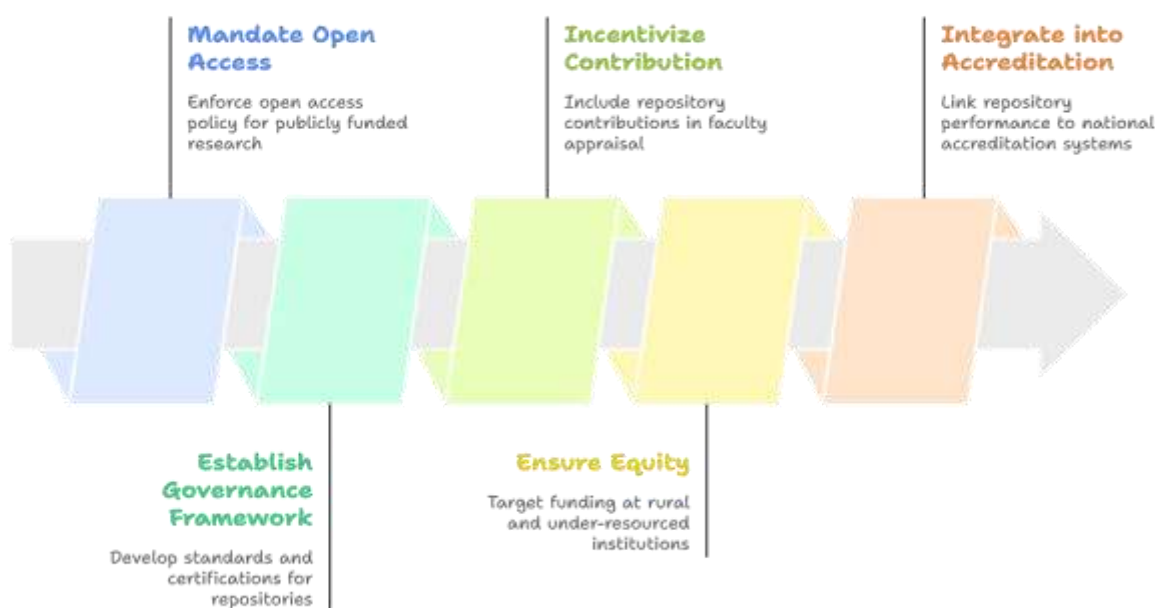 Mandate Open
Access
Enforce open access
policy for publicly funded
research
Incentivize
Contribution
Include repository
contributions in faculty
appraisal
Integrate into
Accreditation
Link repository
performance to national
accreditation systems
Establish
Governance
Framework
Develop standards and
certifications for
repositories
Ensure Equity
Target funding at rural
and under-resourced
institutions